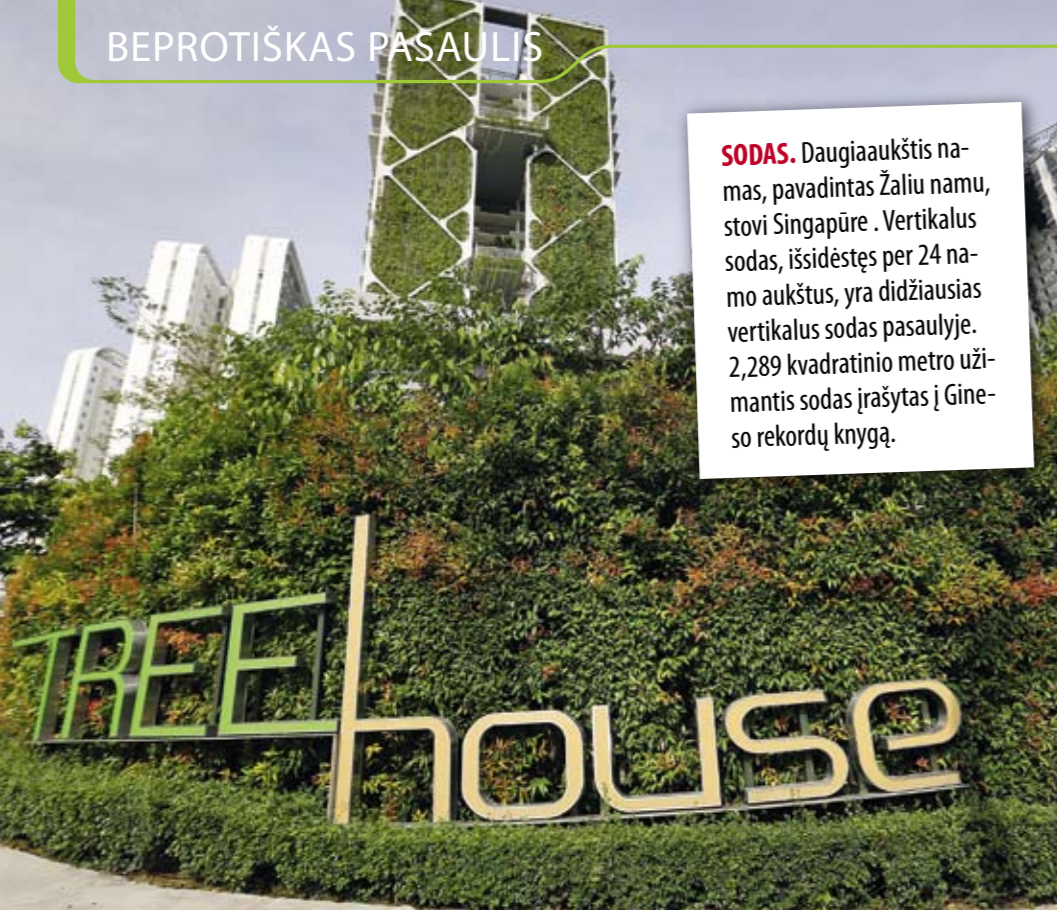 BEPROTIŠKAS PASAULIS
SODAS. Daugiaaukštis na-
mas, pavadintas Žaliu namu,
stovi Singapūre . Vertikalus
sodas, išsidėstęs per 24 na-
mo aukštus, yra didžiausias
vertikalus sodas pasaulyje.
2,289 kvadratinio metro uži-
mantis sodas įrašytas į Gine-
so rekordų knygą.
TREE house